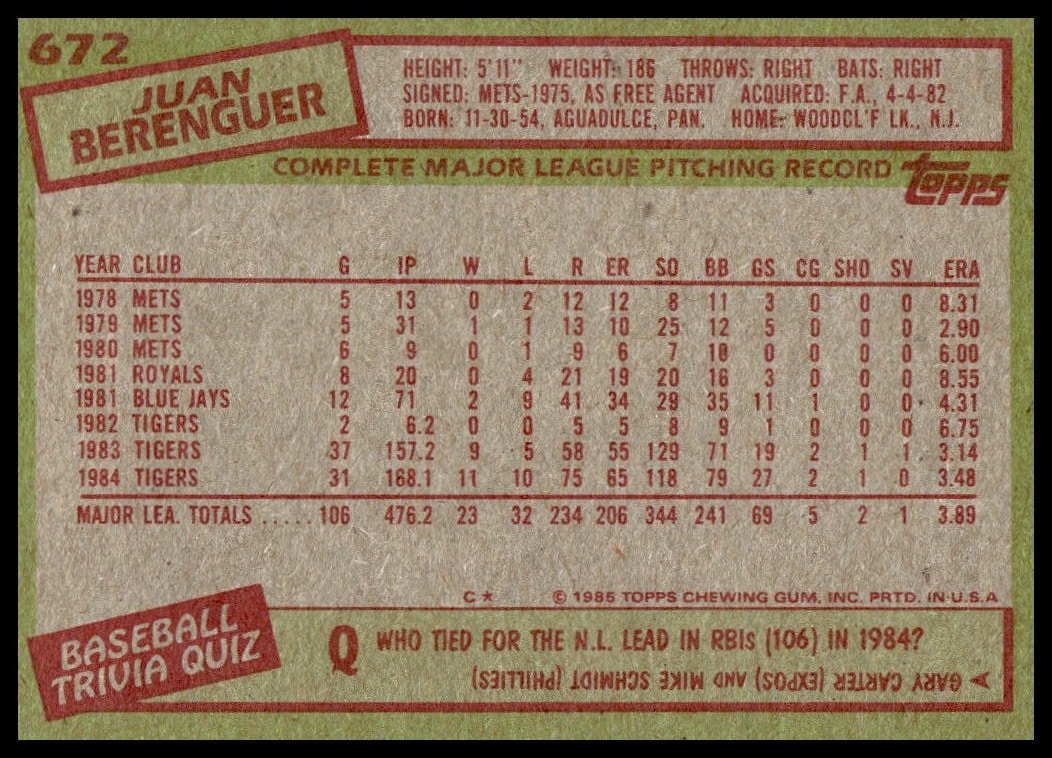 672
JUAN
BERENGUER
HEIGHT: 5'11" WEIGHT: 186 THROWS: RIGHT BATS: RIGHT
SIGNED: METS-1975, AS FREE AGENT ACQUIRED: F.A., 4-4-82
BORN: 11-30-54, AGUADULCE, PAN. HOME: WOODCL'F LK., N.J.
COMPLETE MAJOR LEAGUE PITCHING RECORD
TOPPS
YEAR CLUB G IP W L R ER SO BB GS CG SHO SV ERA
1978 METS 5 13 0 2 12 12 8 11 3 0 0 0 8.31
1979 METS 5 31 1 1 13 10 25 12 5 0 0 0 2.90
1980 METS 6 9 0 1 9 6 7 10 0 0 0 0 6.00
1981 ROYALS 8 20 0 4 21 19 20 16 3 0 0 0 8.55
1981 BLUE JAYS 12 71 2 9 41 34 29 35 11 1 0 0 4.31
1982 TIGERS 2 6.2 0 0 5 5 8 9 1 0 0 0 6.75
1983 TIGERS 37 157.2 9 5 58 55 129 71 19 2 1 1 3.14
1984 TIGERS 31 168.1 11 10 75 65 118 79 27 2 1 0 3.48
MAJOR LEA. TOTALS ..... 106 476.2 23 32 234 206 344 241 69 5 2 1 3.89
C★ © 1985 TOPPS CHEWING GUM, INC. PRTD. IN U.S.A
BASEBALL
TRIVIA QUIZ
Q WHO TIED FOR THE N.L. LEAD IN RBIs (106) IN 1984?
A GARY CARTER (EXPOS) AND MIKE SCHMIDT (PHILLIES)